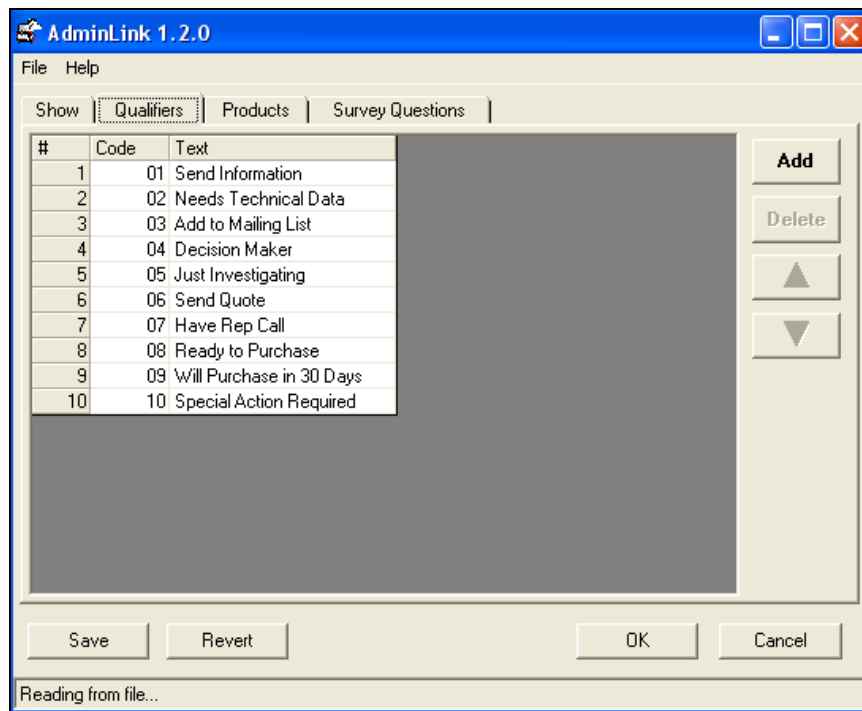 AdminLink 1.2.0
File Help
Show Qualifiers Products Survey Questions
# Code Text
1 01 Send Information
2 02 Needs Technical Data
3 03 Add to Mailing List
4 04 Decision Maker
5 05 Just Investigating
6 06 Send Quote
7 07 Have Rep Call
8 08 Ready to Purchase
9 09 Will Purchase in 30 Days
10 10 Special Action Required
Add
Delete
Save Revert OK Cancel
Reading from file...